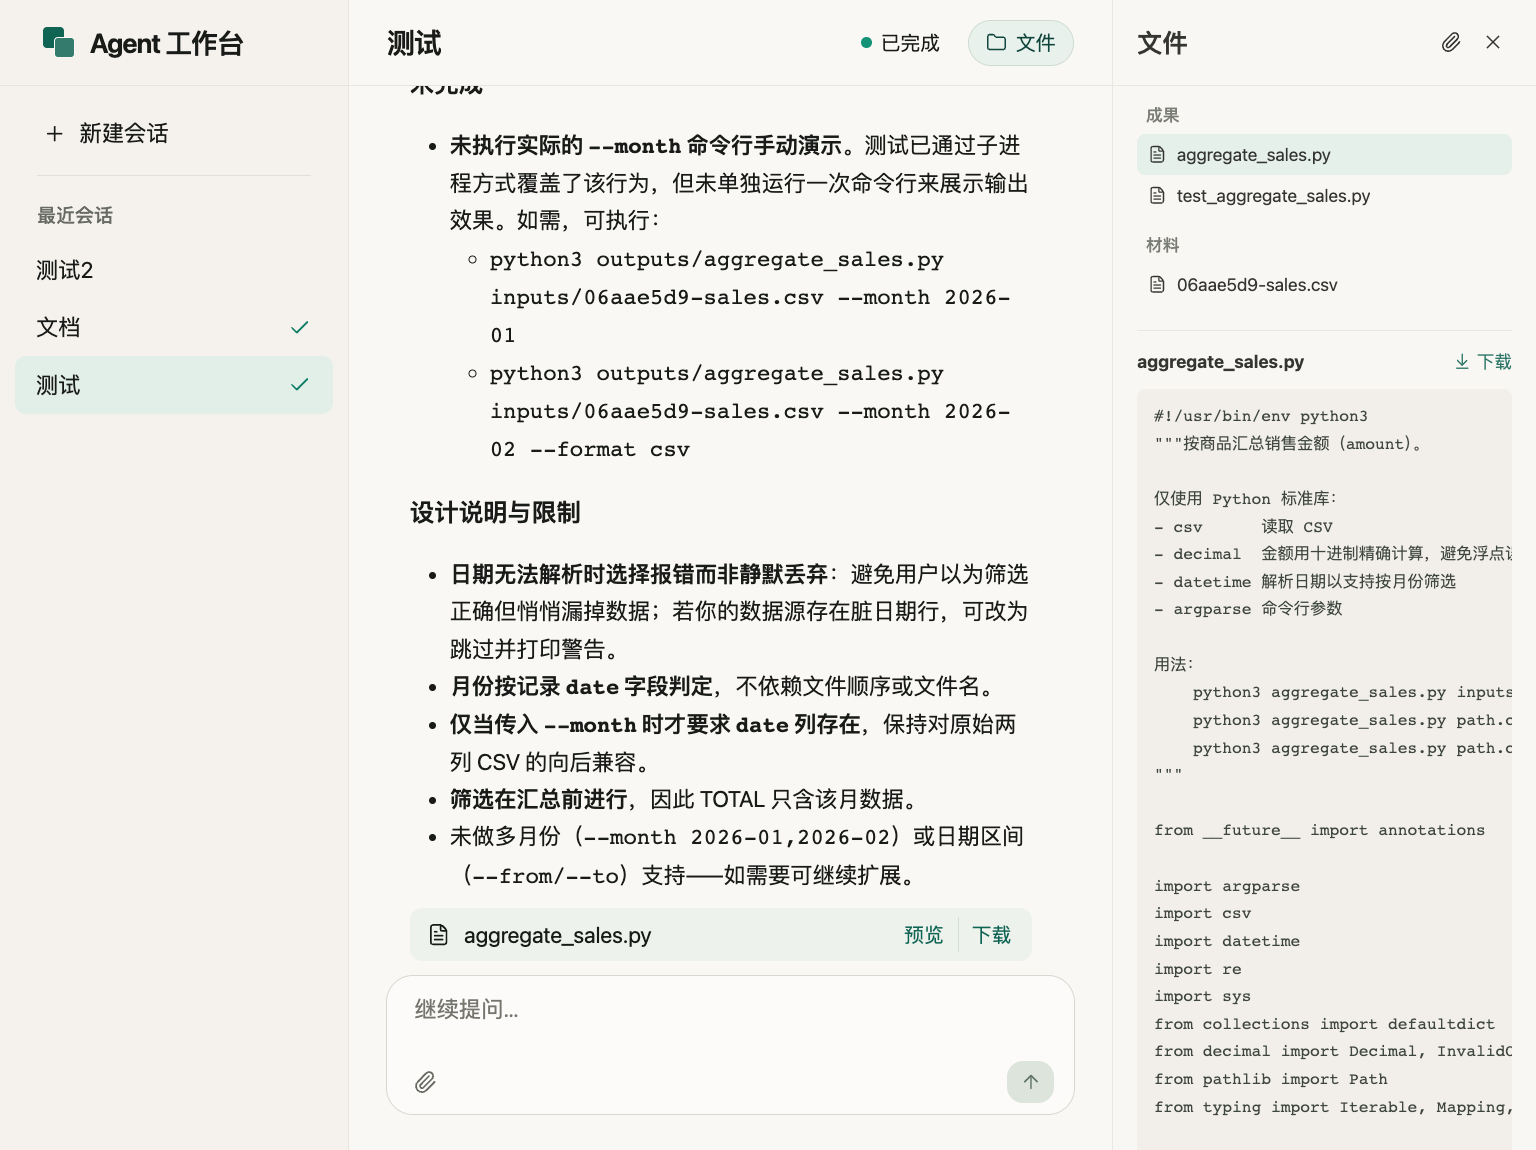 Agent 工作台
新建会话
最近会话
测试2
文档
测试
测试
已完成
文件
未完成
未执行实际的 --month 命令行手动演示。测试已通过子进
程方式覆盖了该行为，但未单独运行一次命令行来展示输出
效果。如需，可执行：
python3 outputs/aggregate_sales.py
inputs/06aae5d9-sales.csv --month 2026-
01
python3 outputs/aggregate_sales.py
inputs/06aae5d9-sales.csv --month 2026-
02 --format csv
设计说明与限制
日期无法解析时选择报错而非静默丢弃：避免用户以为筛选
正确但悄悄漏掉数据；若你的数据源存在脏日期行，可改为
跳过并打印警告。
月份按记录 date 字段判定，不依赖文件顺序或文件名。
仅当传入 --month 时才要求 date 列存在，保持对原始两
列 CSV 的向后兼容。
筛选在汇总前进行，因此 TOTAL 只含该月数据。
未做多月份（--month 2026-01,2026-02）或日期区间
（--from/--to）支持——如需要可继续扩展。
aggregate_sales.py
预览
下载
继续提问...
文件
成果
aggregate_sales.py
test_aggregate_sales.py
材料
06aae5d9-sales.csv
aggregate_sales.py
下载
#!/usr/bin/env python3
"""按商品汇总销售金额（amount）。
仅使用 Python 标准库：
- csv 读取 CSV
- decimal 金额用十进制精确计算，避免浮点
- datetime 解析日期以支持按月份筛选
- argparse 命令行参数
用法：
python3 aggregate_sales.py inputs
python3 aggregate_sales.py path.c
python3 aggregate_sales.py path.c
"""
from __future__ import annotations
import argparse
import csv
import datetime
import re
import sys
from collections import defaultdict
from decimal import Decimal, Invalid
from pathlib import Path
from typing import Iterable, Mapping,